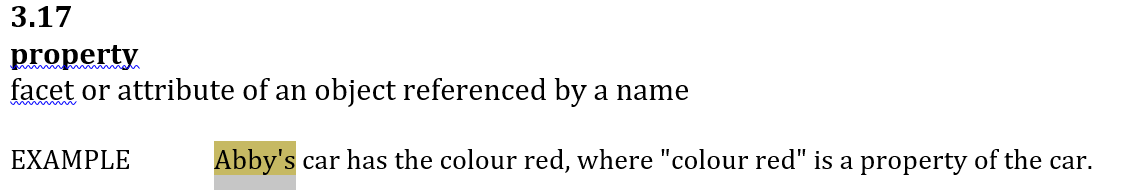 3.17
property
facet or attribute of an object referenced by a name
EXAMPLE Abby's car has the colour red, where "colour red" is a property of the car.